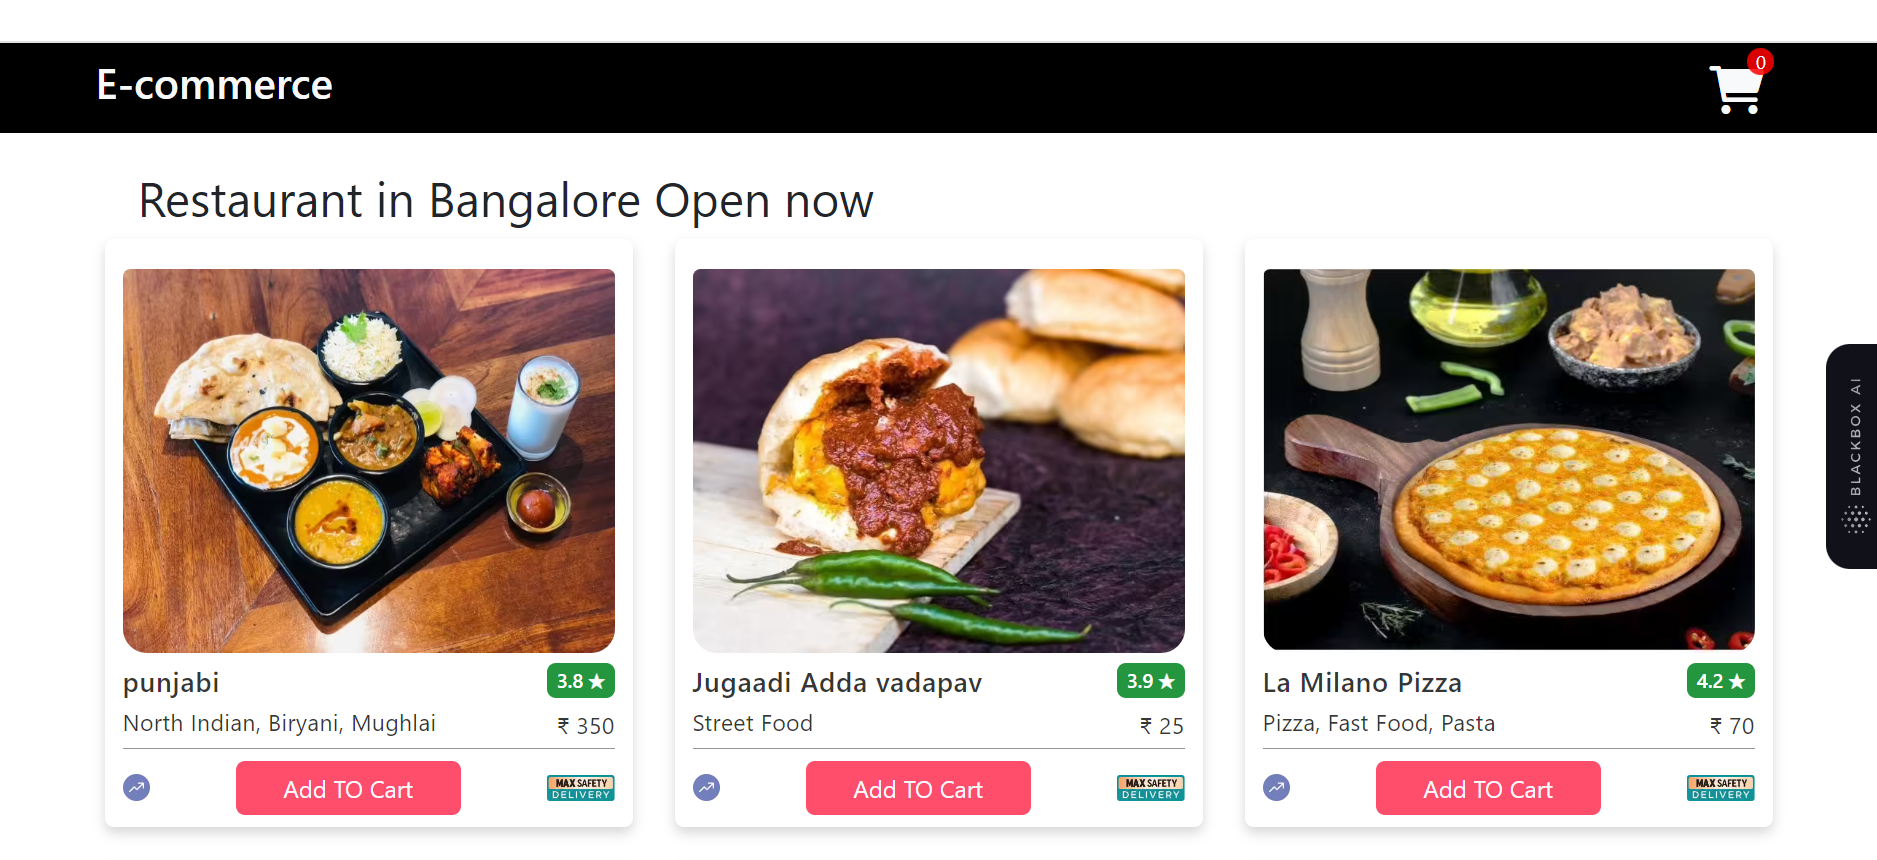 E-commerce
0
Restaurant in Bangalore Open now
punjabi
3.8 ★
North Indian, Biryani, Mughlai
₹ 350
Add TO Cart
MAX SAFETY
DELIVERY
Jugaadi Adda vadapav
3.9 ★
Street Food
₹ 25
Add TO Cart
MAX SAFETY
DELIVERY
La Milano Pizza
4.2 ★
Pizza, Fast Food, Pasta
₹ 70
Add TO Cart
MAX SAFETY
DELIVERY
BLACKBOX AI